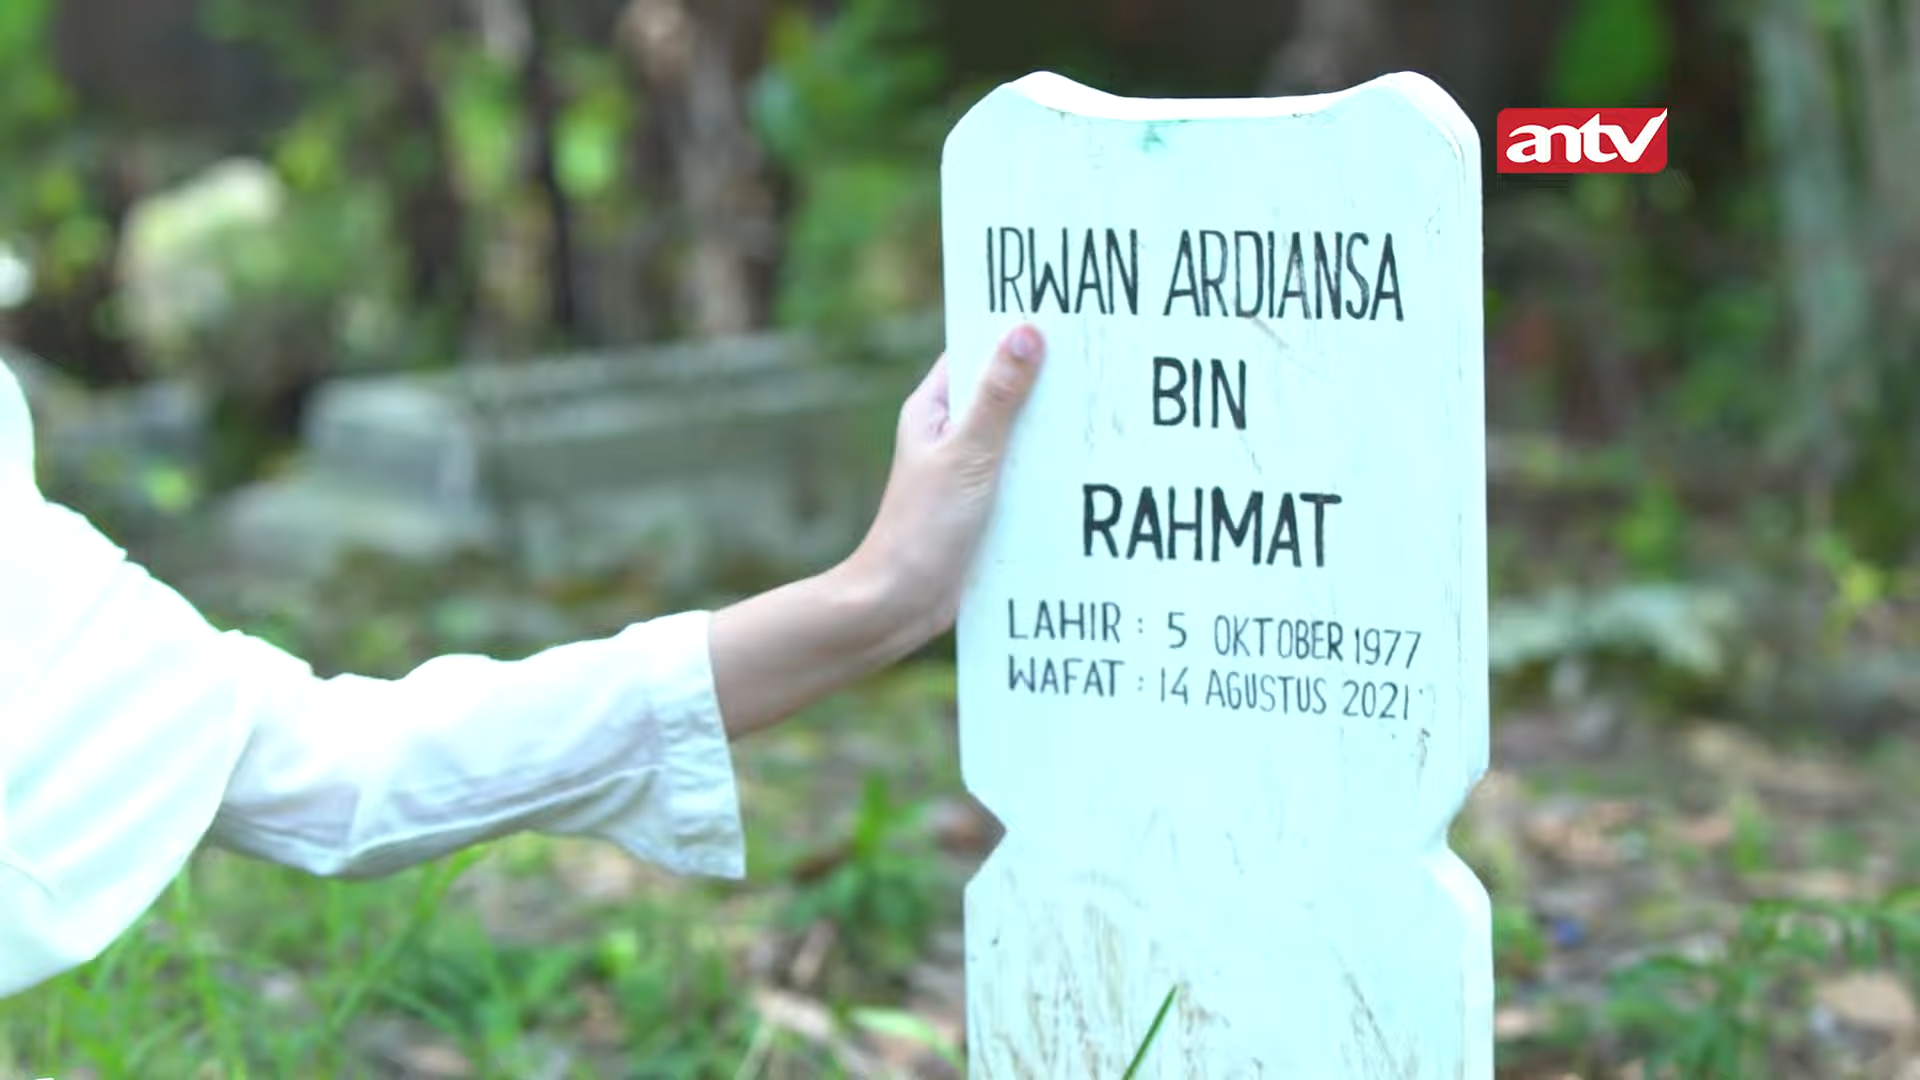 antv
IRWAN ARDIANSA
BIN
RAHMAT
LAHIR : 5 OKTOBER 1977
WAFAT : 14 AGUSTUS 2021